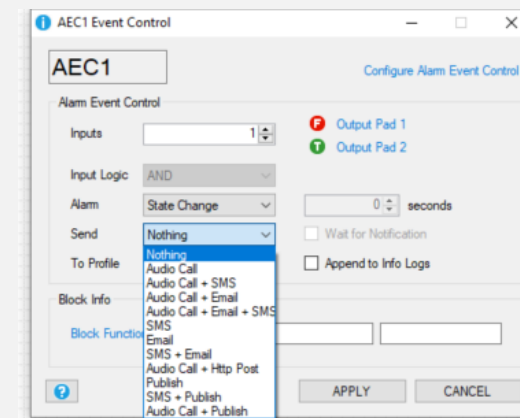 AEC1 Event Control
AEC1
Configure Alarm Event Control
Alarm Event Control
Inputs 1
F Output Pad 1
T Output Pad 2
Input Logic AND
Alarm State Change 0 seconds
Send Nothing Wait for Notification
To Profile Append to Info Logs
Nothing
Audio Call
Audio Call + SMS
Audio Call + Email
Audio Call + Email + SMS
SMS
Email
SMS + Email
Audio Call + Http Post
Publish
SMS + Publish
Audio Call + Publish
Block Info
Block
? APPLY CANCEL